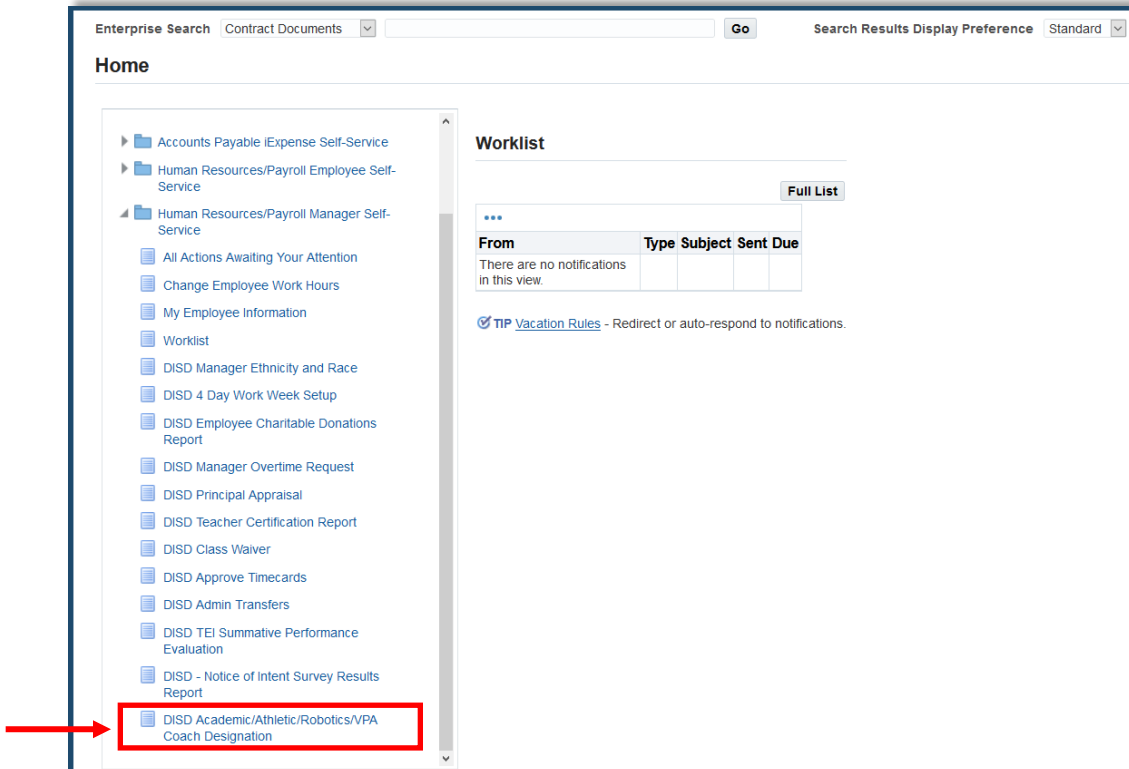 Enterprise Search Contract Documents Go Search Results Display Preference Standard
Home
Accounts Payable iExpense Self-Service
Human Resources/Payroll Employee Self-
Service
Human Resources/Payroll Manager Self-
Service
All Actions Awaiting Your Attention
Change Employee Work Hours
My Employee Information
Worklist
DISD Manager Ethnicity and Race
DISD 4 Day Work Week Setup
DISD Employee Charitable Donations
Report
DISD Manager Overtime Request
DISD Principal Appraisal
DISD Teacher Certification Report
DISD Class Waiver
DISD Approve Timecards
DISD Admin Transfers
DISD TEI Summative Performance
Evaluation
DISD - Notice of Intent Survey Results
Report
DISD Academic/Athletic/Robotics/VPA
Coach Designation
Worklist
Full List
From Type Subject Sent Due
There are no notifications
in this view.
TIP Vacation Rules - Redirect or auto-respond to notifications.